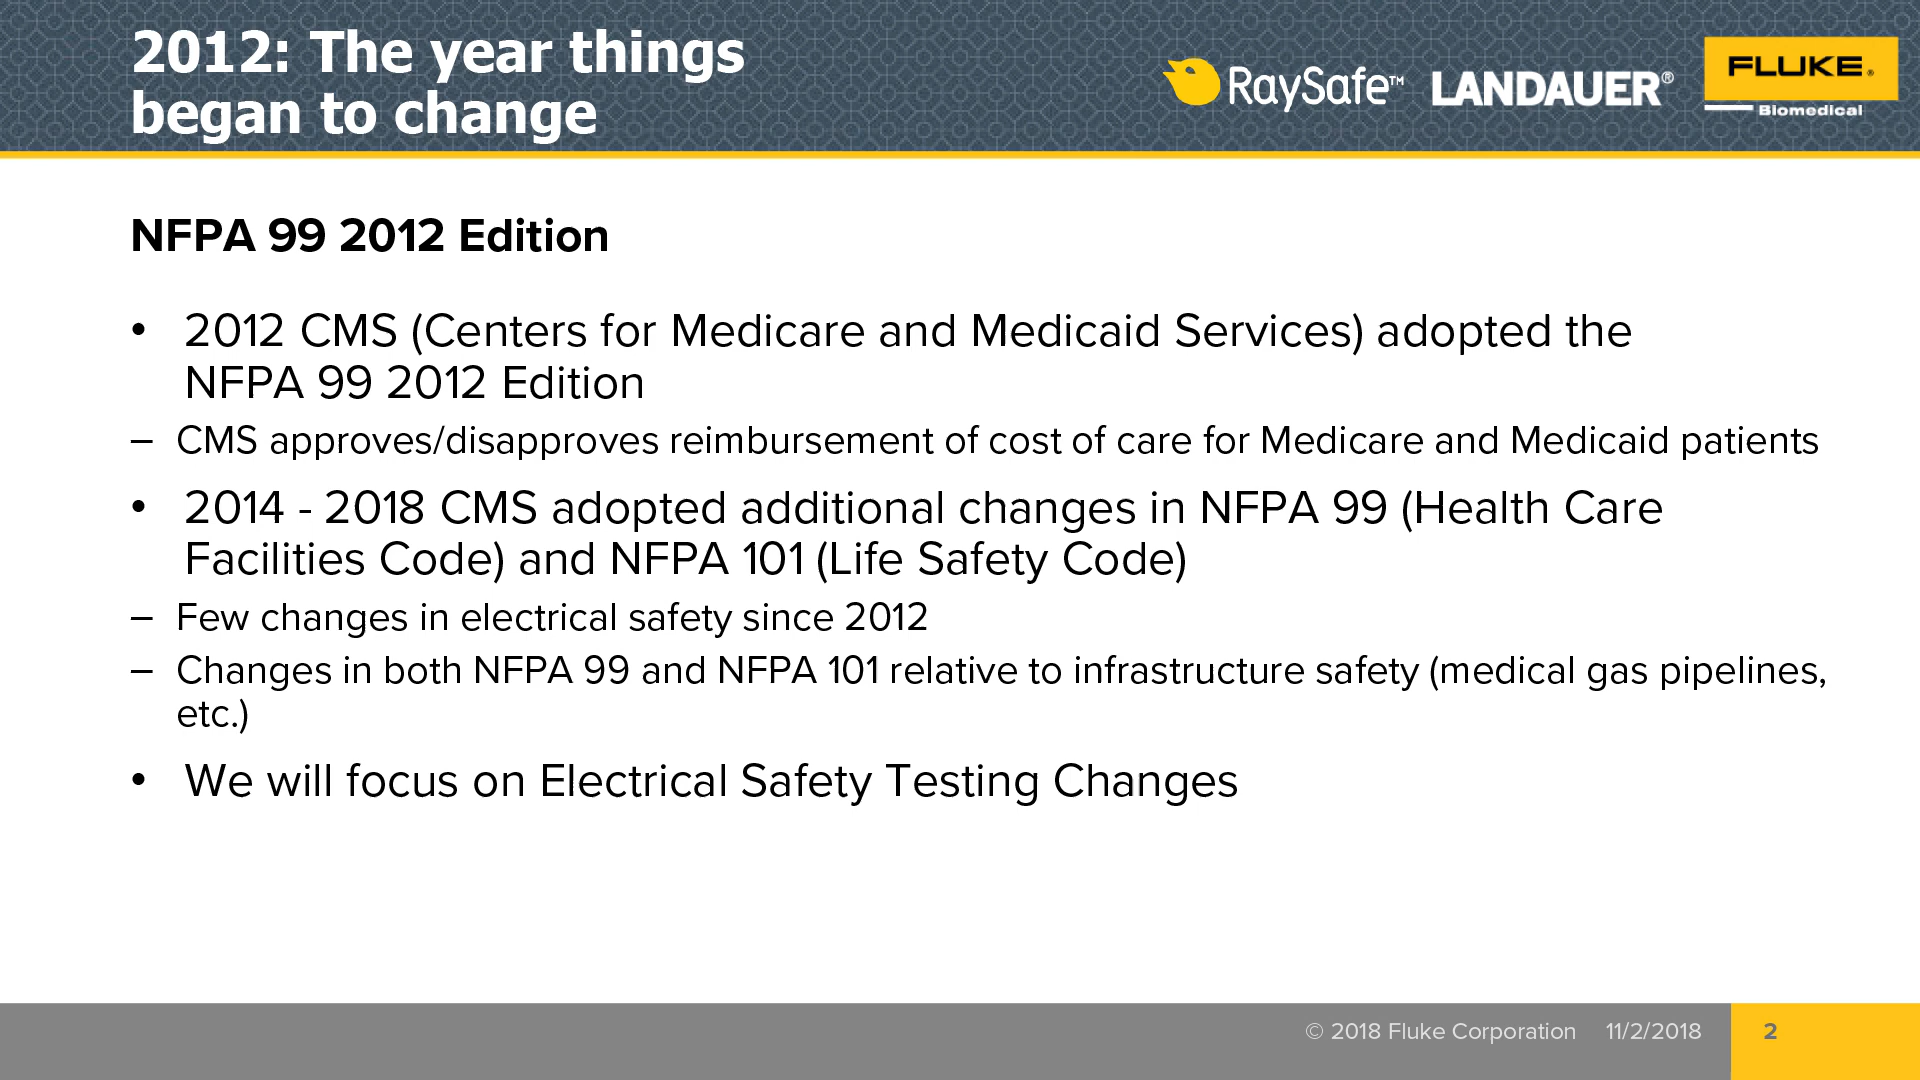 2012: The year things
began to change
RaySafe™ LANDAUER® FLUKE®
Biomedical
NFPA 99 2012 Edition
• 2012 CMS (Centers for Medicare and Medicaid Services) adopted the
NFPA 99 2012 Edition
– CMS approves/disapproves reimbursement of cost of care for Medicare and Medicaid patients
• 2014 - 2018 CMS adopted additional changes in NFPA 99 (Health Care
Facilities Code) and NFPA 101 (Life Safety Code)
– Few changes in electrical safety since 2012
– Changes in both NFPA 99 and NFPA 101 relative to infrastructure safety (medical gas pipelines,
etc.)
• We will focus on Electrical Safety Testing Changes
© 2018 Fluke Corporation 11/2/2018 2